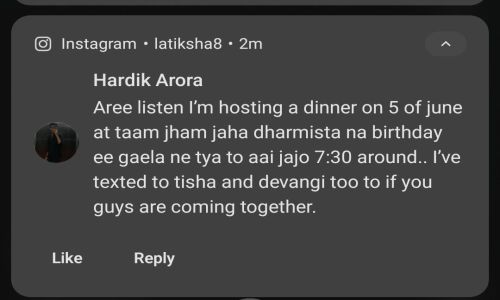 Instagram • latiksha8 • 2m
Hardik Arora
Aree listen I'm hosting a dinner on 5 of june
at taam jham jaha dharmista na birthday
ee gaela ne tya to aai jajo 7:30 around.. I've
texted to tisha and devangi too to if you
guys are coming together.
Like Reply